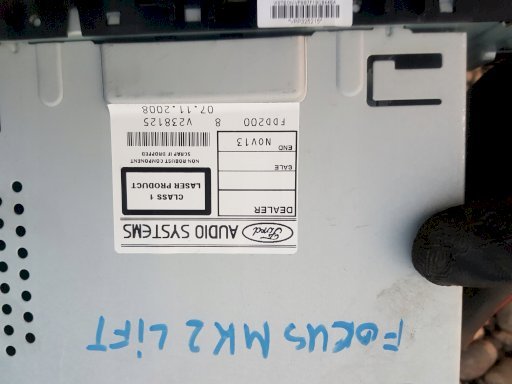 Ford AUDIO SYSTEMS
DEALER
CLASS 1
LASER PRODUCT
DALE
END NOV13
NON ROBUST COMPONENT
SCRAP IF DROPPED
FDD200 8 V238125
07.11.2008
FOCUS MK2 LiFT